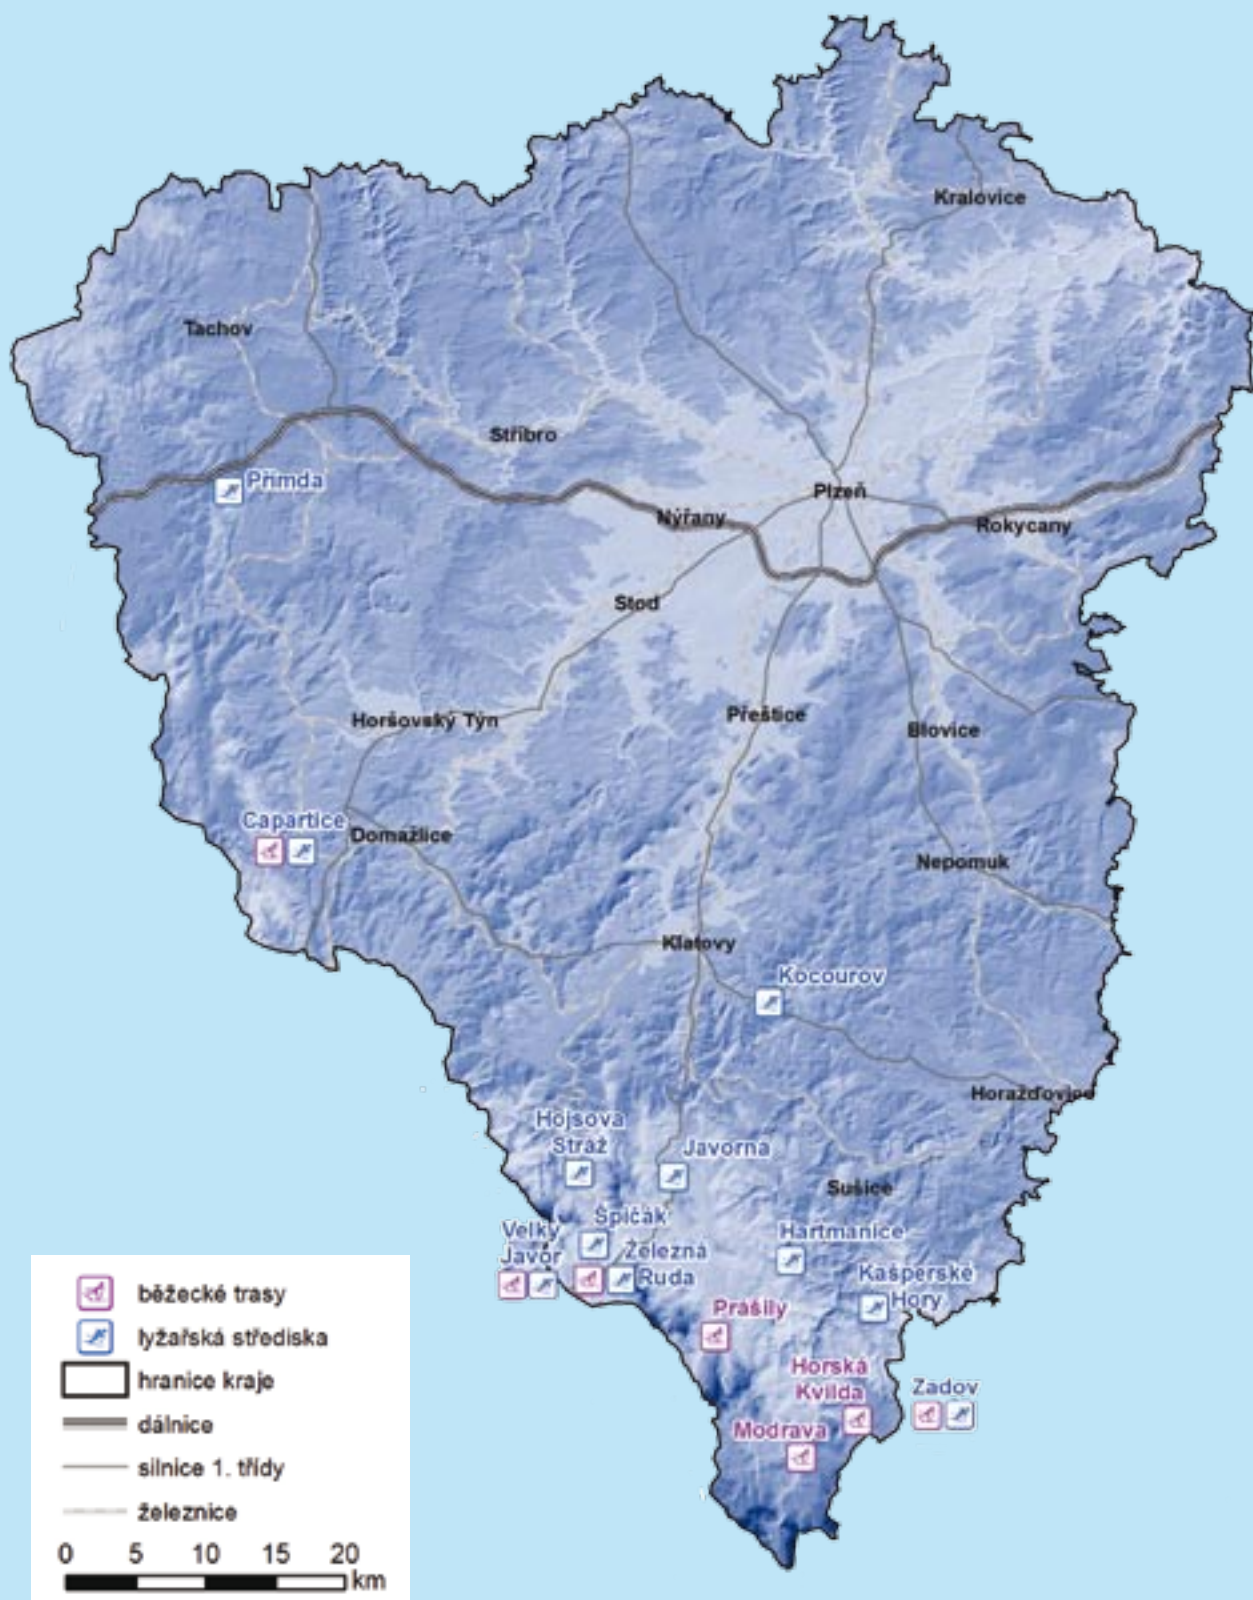 Kralovice
Tachov
Stříbro
Přimda
Plzeň
Nýřany
Rokycany
Stod
Horšovský Týn
Přeštice
Blovice
Capartice
Domažlice
Nepomuk
Klatovy
Kocourov
Horažďovice
Hojsova
Stráž
Javorná
Sušice
Špičák
Velký
Javor
Železná
Ruda
Hartmanice
Kašperské
Hory
Prášily
Horská
Kvilda
Zadov
Modrava
běžecké trasy
lyžařská střediska
hranice kraje
dálnice
silnice 1. třídy
železnice
0 5 10 15 20
km